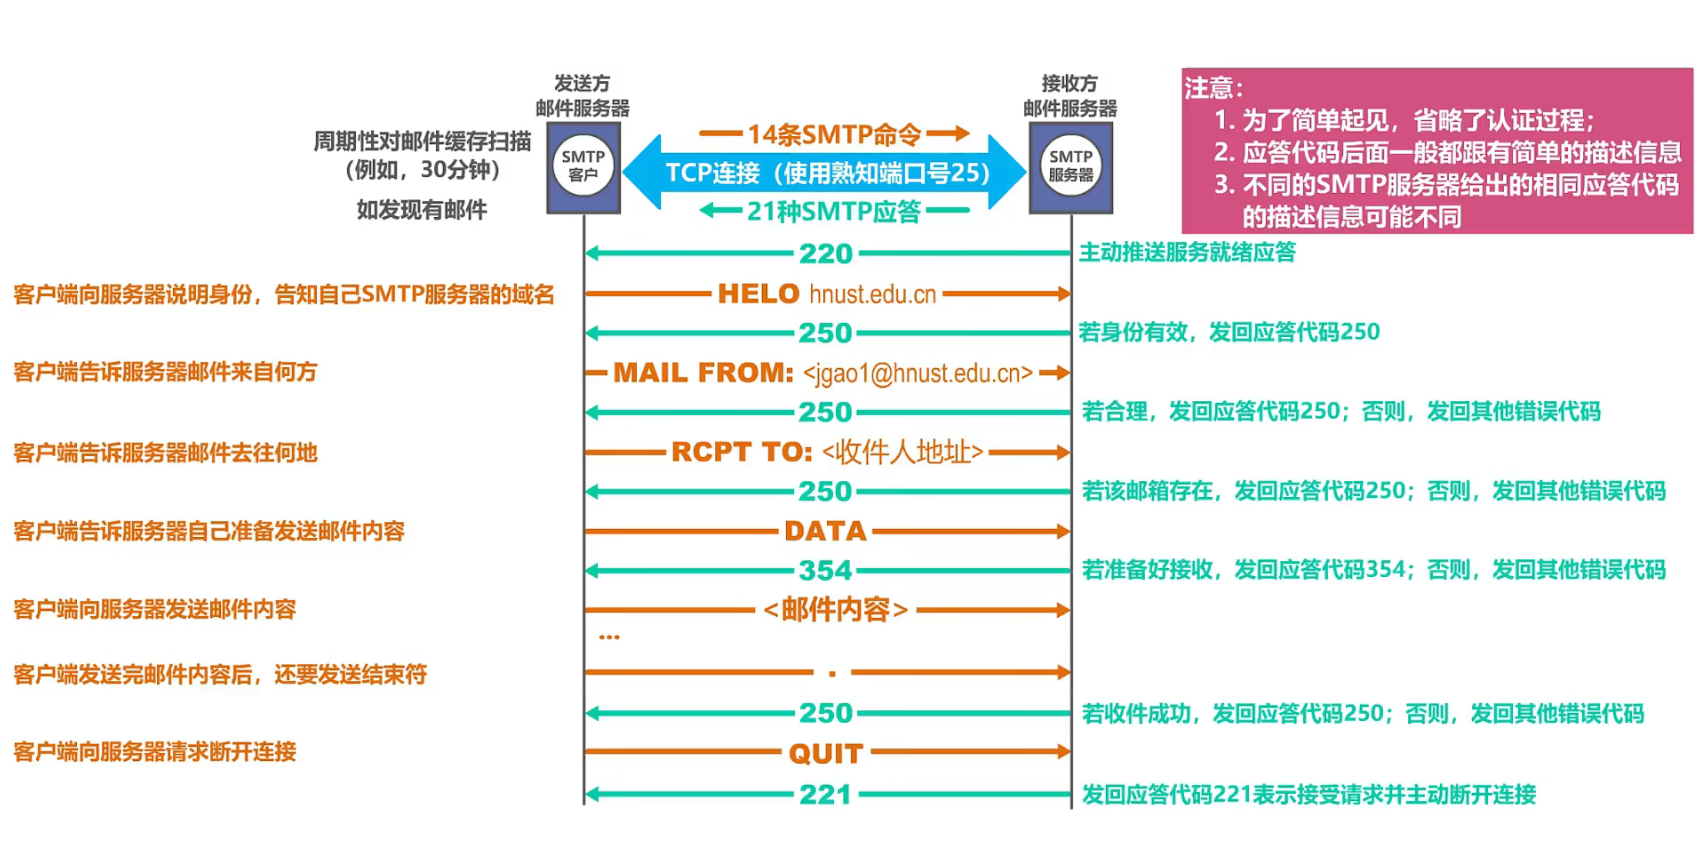 发送方
邮件服务器
接收方
邮件服务器
注意：
1. 为了简单起见，省略了认证过程；
2. 应答代码后面一般都跟有简单的描述信息
3. 不同的SMTP服务器给出的相同应答代码
的描述信息可能不同
周期性对邮件缓存扫描
（例如，30分钟）
如发现有邮件
SMTP
客户
14条SMTP命令
TCP连接（使用熟知端口号25）
21种SMTP应答
SMTP
服务器
220
主动推送服务就绪应答
客户端向服务器说明身份，告知自己SMTP服务器的域名
HELO hnust.edu.cn
250
若身份有效，发回应答代码250
客户端告诉服务器邮件来自何方
MAIL FROM: <jgao1@hnust.edu.cn>
250
若合理，发回应答代码250；否则，发回其他错误代码
客户端告诉服务器邮件去往何地
RCPT TO: <收件人地址>
250
若该邮箱存在，发回应答代码250；否则，发回其他错误代码
客户端告诉服务器自己准备发送邮件内容
DATA
354
若准备好接收，发回应答代码354；否则，发回其他错误代码
客户端向服务器发送邮件内容
<邮件内容>
...
客户端发送完邮件内容后，还要发送结束符
.
250
若收件成功，发回应答代码250；否则，发回其他错误代码
客户端向服务器请求断开连接
QUIT
221
发回应答代码221表示接受请求并主动断开连接